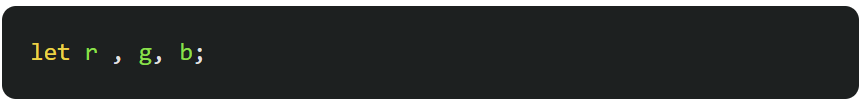 let r , g, b;